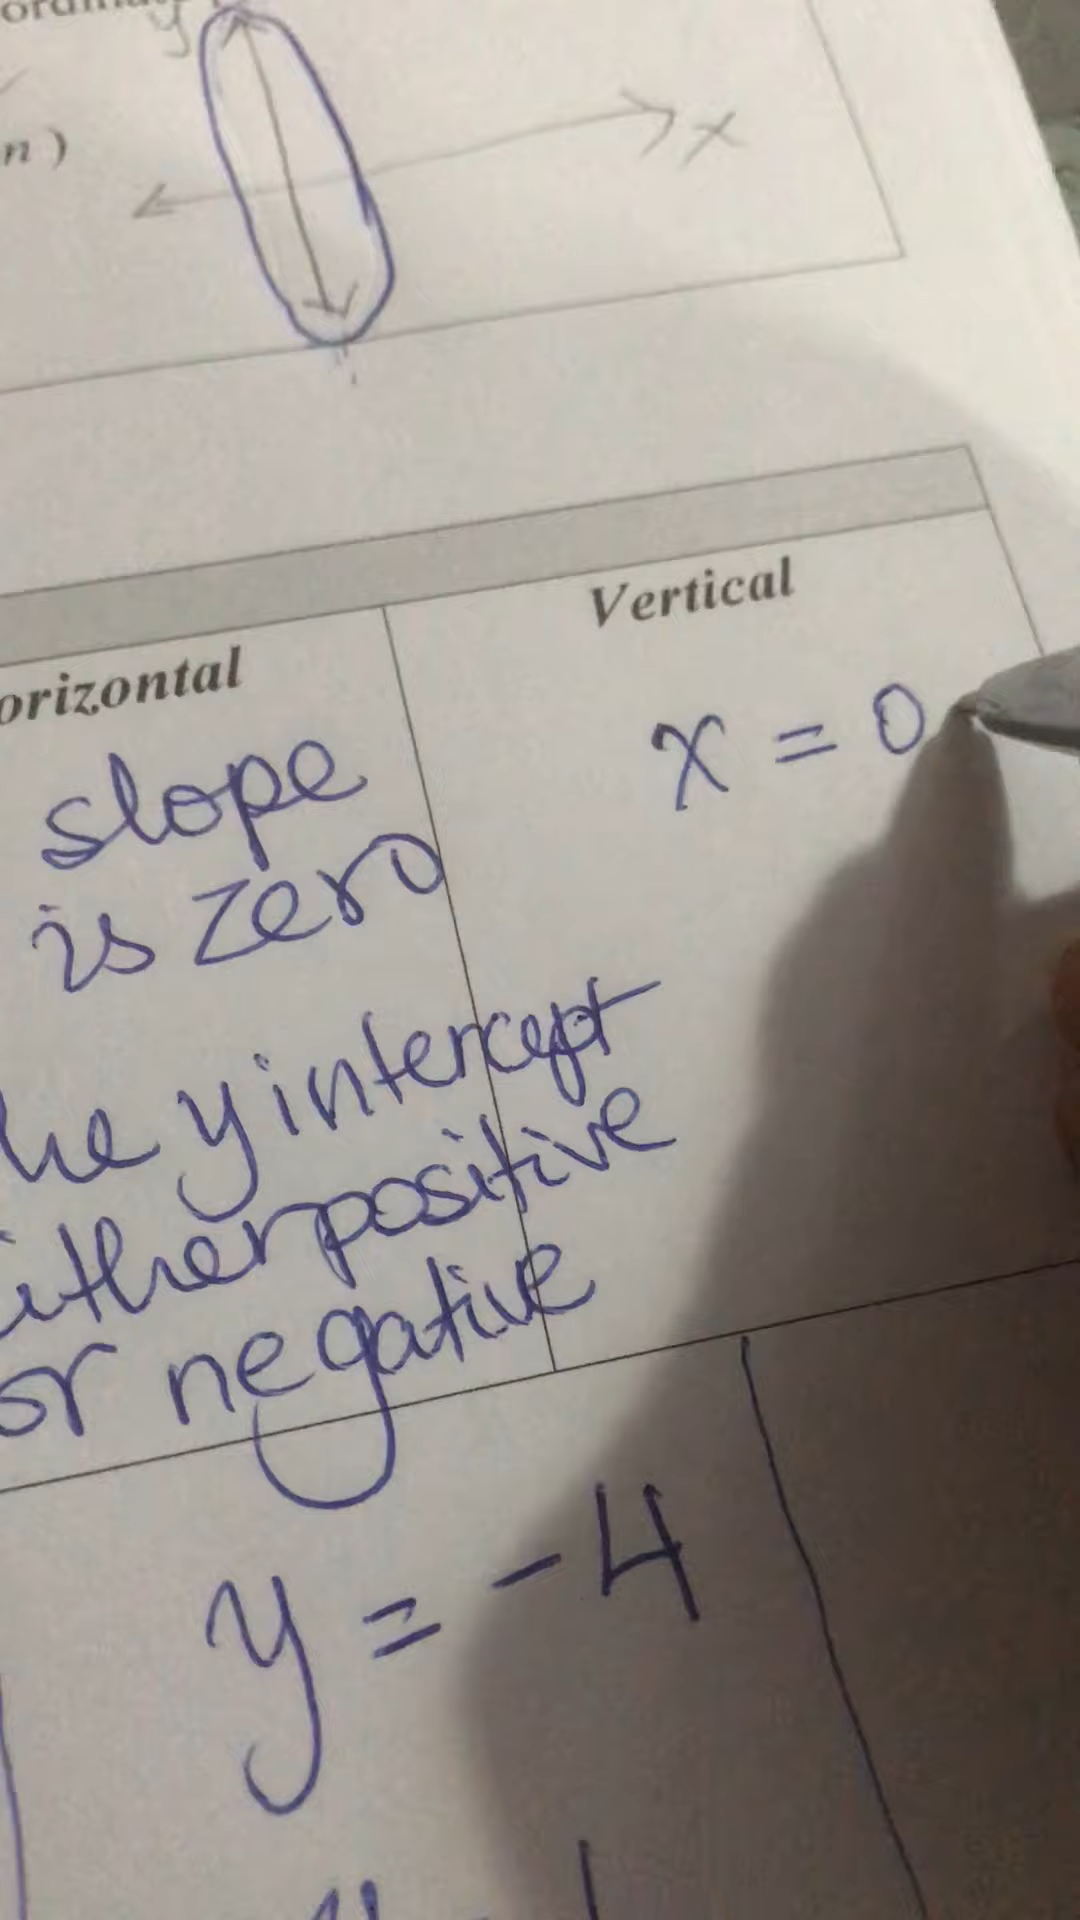 y
n )
x
orizontal
Vertical
slope
is zero
x = 0
he y intercept
ither positive
or negative
y = -4